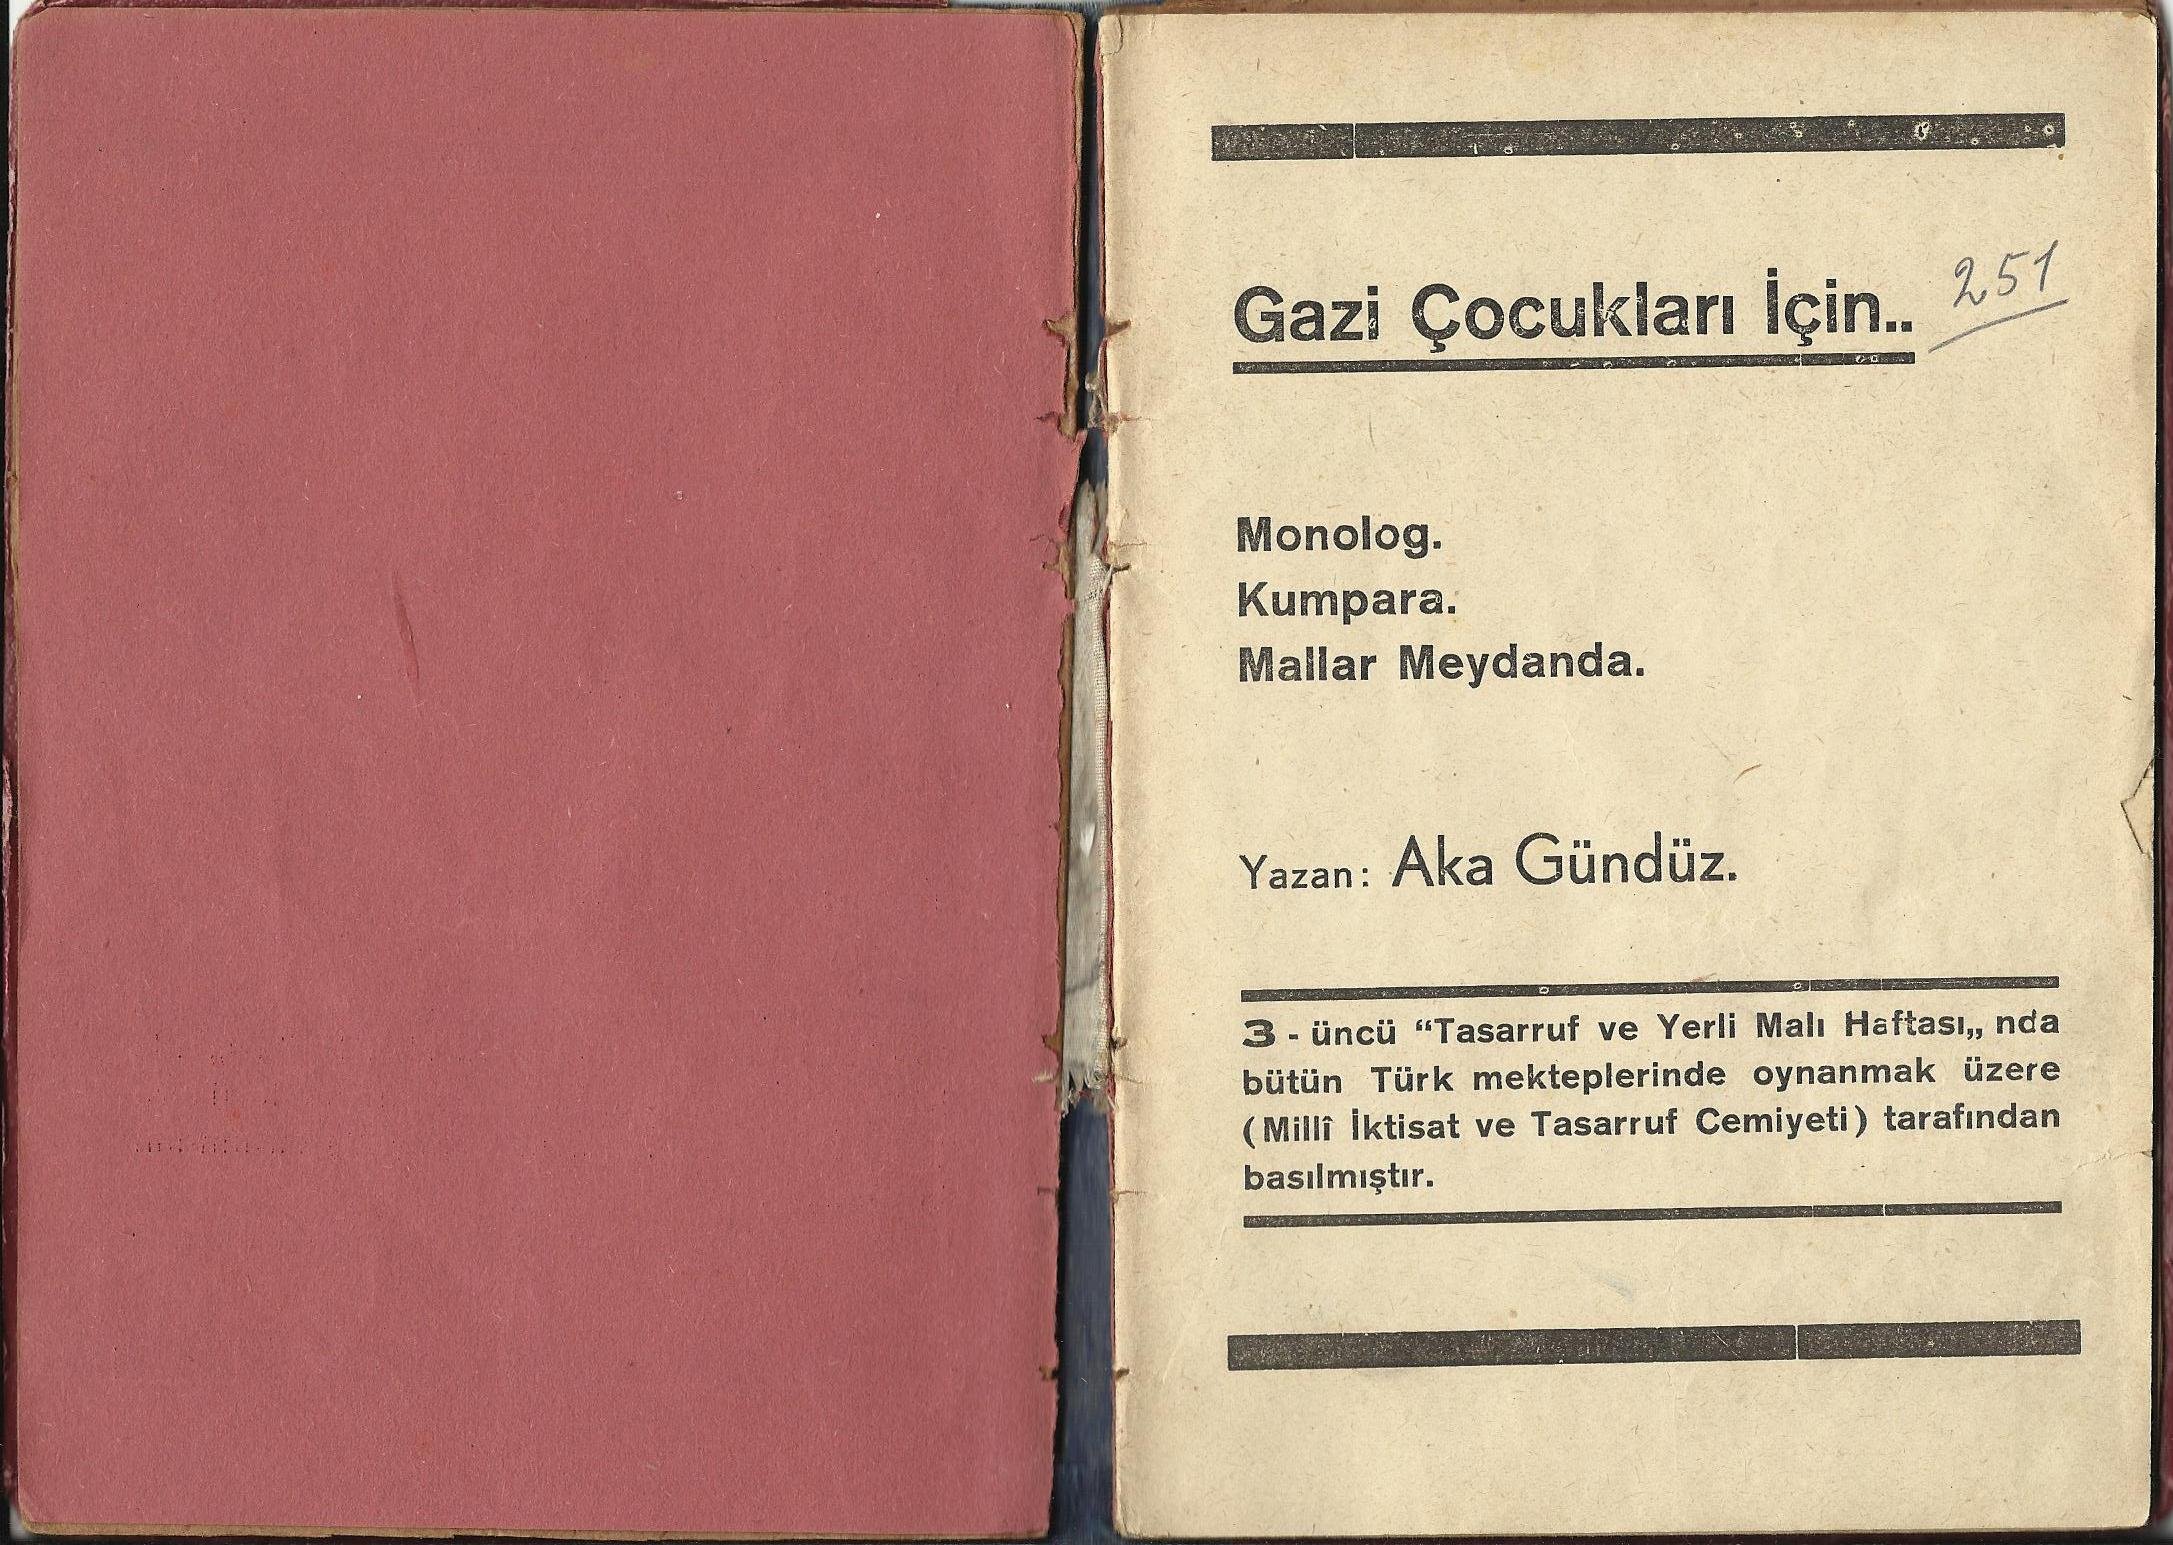 Gazi Çocukları İçin..
251
Monolog.
Kumpara.
Mallar Meydanda.
Yazan: Aka Gündüz.
3 - üncü “Tasarruf ve Yerli Malı Haftası„ nda
bütün Türk mekteplerinde oynanmak üzere
(Millî İktisat ve Tasarruf Cemiyeti) tarafından
basılmıştır.